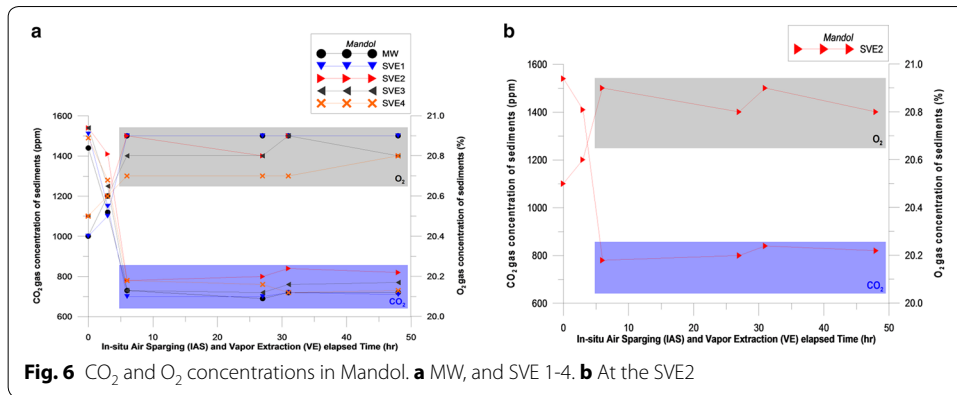 a
Mandol
MW
SVE1
SVE2
SVE3
SVE4
CO2 gas concentration of sediments (ppm)
1600
1400
1200
1000
800
600
21.0
20.8
20.6
20.4
20.2
20.0
O2 gas concentration of sediments (%)
O2
CO2
0 10 20 30 40 50
In-situ Air Sparging (IAS) and Vapor Extraction (VE) elapsed Time (hr)
b
Mandol
SVE2
CO2 gas concentration of sediments (ppm)
1600
1400
1200
1000
800
600
21.0
20.8
20.6
20.4
20.2
20.0
O2 gas concentration of sediments (%)
O2
CO2
0 10 20 30 40 50
In-situ Air Sparging (IAS) and Vapor Extraction (VE) elapsed Time (hr)
Fig. 6 CO2 and O2 concentrations in Mandol. a MW, and SVE 1-4. b At the SVE2